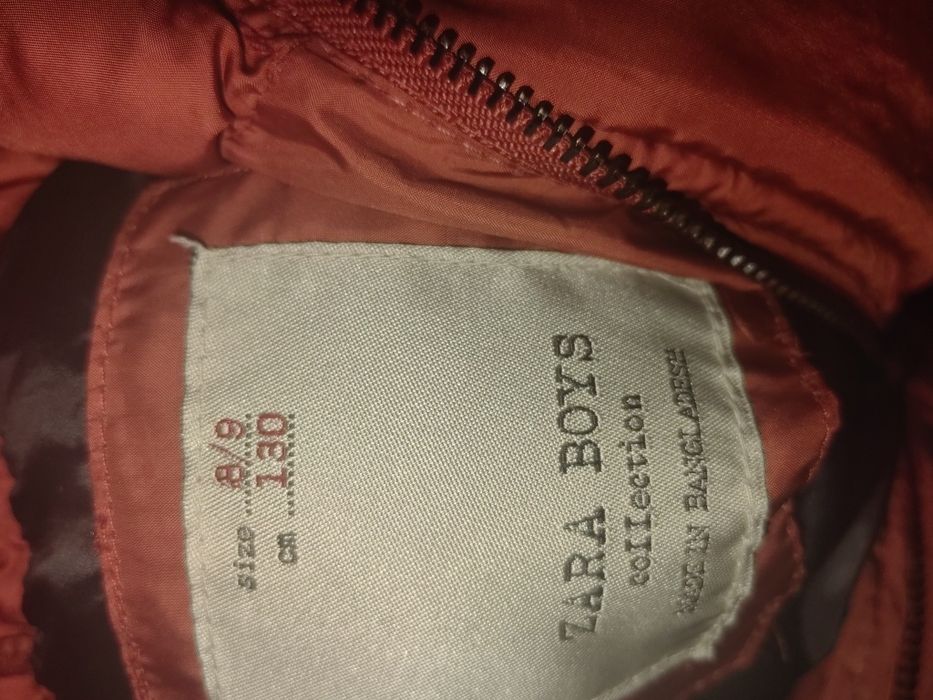 size 8/9
cm 130
ZARA BOYS
collection
MADE IN BANGLADESH